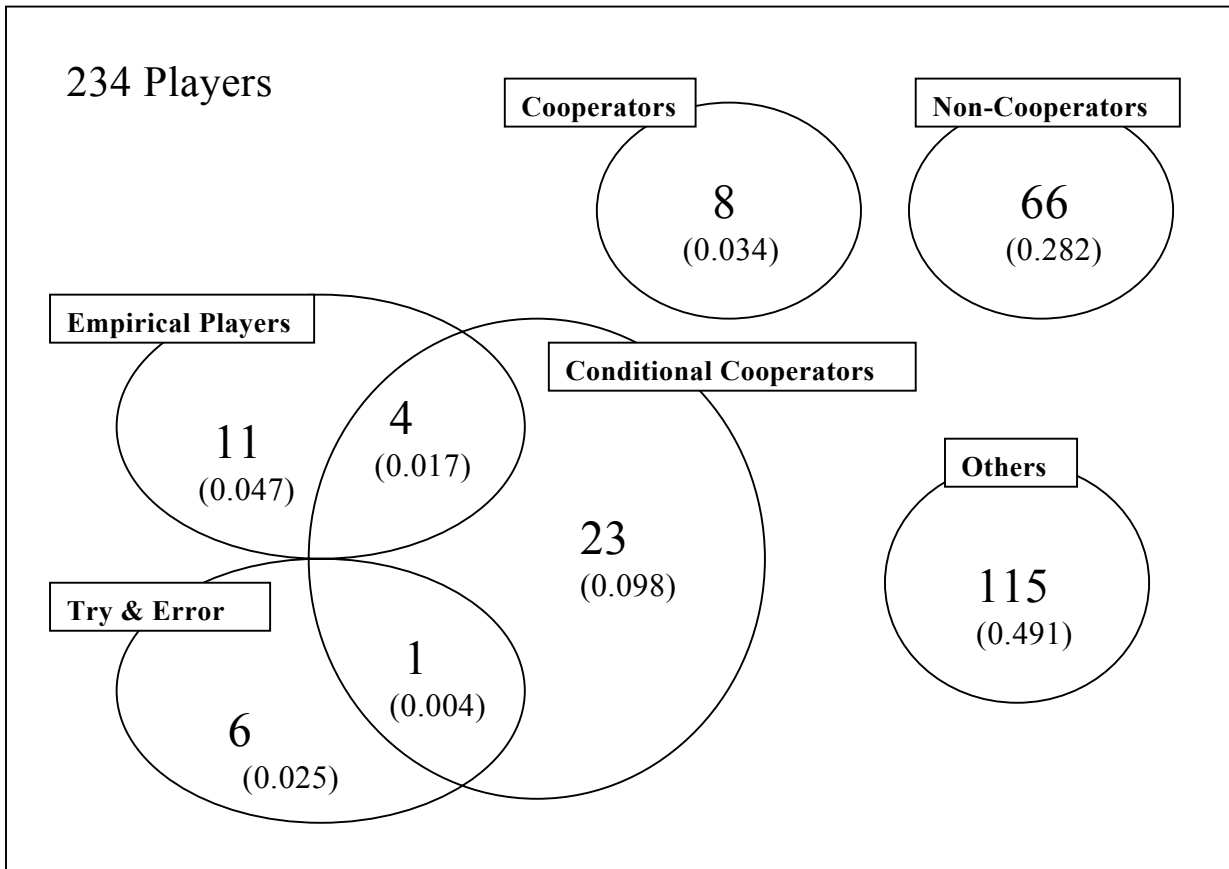 234 Players
Cooperators
Non-Cooperators
8
(0.034)
66
(0.282)
Empirical Players
Conditional Cooperators
11
(0.047)
4
(0.017)
Others
23
(0.098)
115
(0.491)
Try & Error
1
(0.004)
6
(0.025)